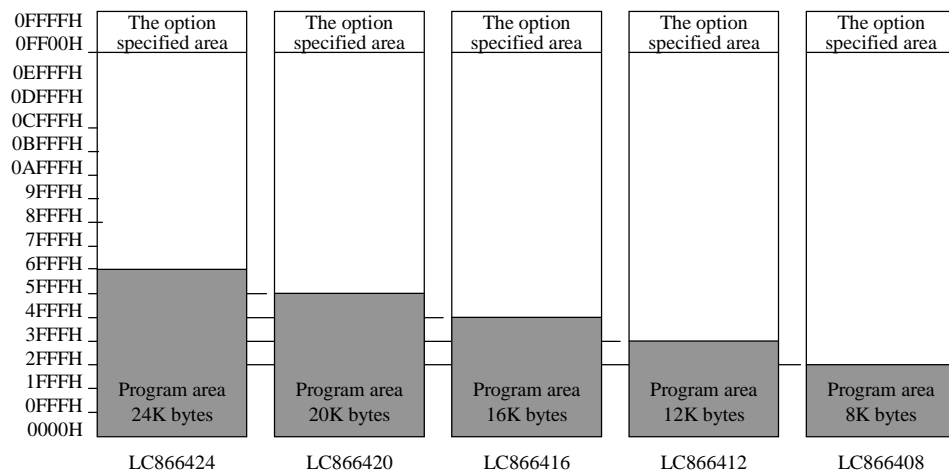 0FFFFH
0FF00H
0EFFFH
0DFFFH
0CFFFH
0BFFFH
0AFFFH
9FFFH
8FFFH
7FFFH
6FFFH
5FFFH
4FFFH
3FFFH
2FFFH
1FFFH
0FFFH
0000H
The option
specified area
The option
specified area
The option
specified area
The option
specified area
The option
specified area
Program area
24K bytes
Program area
20K bytes
Program area
16K bytes
Program area
12K bytes
Program area
8K bytes
LC866424
LC866420
LC866416
LC866412
LC866408